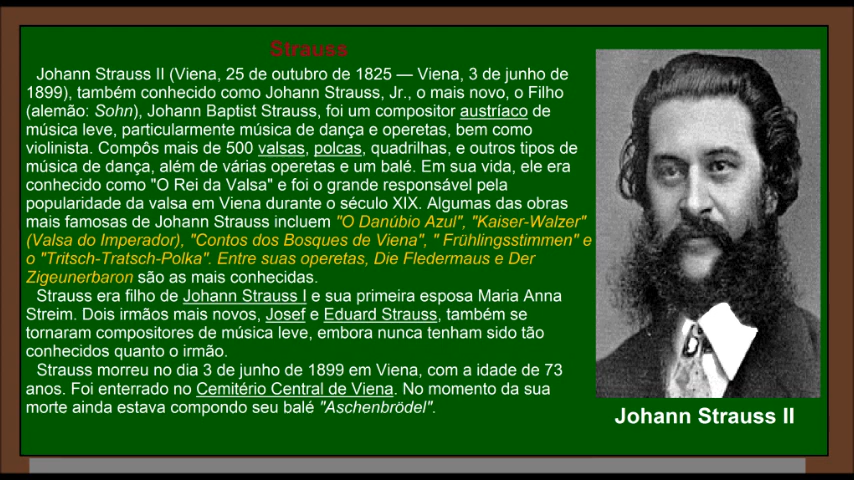 Strauss
Johann Strauss II (Viena, 25 de outubro de 1825 — Viena, 3 de junho de
1899), também conhecido como Johann Strauss, Jr., o mais novo, o Filho
(alemão: Sohn), Johann Baptist Strauss, foi um compositor austríaco de
música leve, particularmente música de dança e operetas, bem como
violinista. Compôs mais de 500 valsas, polcas, quadrilhas, e outros tipos de
música de dança, além de várias operetas e um balé. Em sua vida, ele era
conhecido como "O Rei da Valsa" e foi o grande responsável pela
popularidade da valsa em Viena durante o século XIX. Algumas das obras
mais famosas de Johann Strauss incluem "O Danúbio Azul", "Kaiser-Walzer"
(Valsa do Imperador), "Contos dos Bosques de Viena", " Frühlingsstimmen" e
o "Tritsch-Tratsch-Polka". Entre suas operetas, Die Fledermaus e Der
Zigeunerbaron são as mais conhecidas.
Strauss era filho de Johann Strauss I e sua primeira esposa Maria Anna
Streim. Dois irmãos mais novos, Josef e Eduard Strauss, também se
tornaram compositores de música leve, embora nunca tenham sido tão
conhecidos quanto o irmão.
Strauss morreu no dia 3 de junho de 1899 em Viena, com a idade de 73
anos. Foi enterrado no Cemitério Central de Viena. No momento da sua
morte ainda estava compondo seu balé "Aschenbrödel".
Johann Strauss II